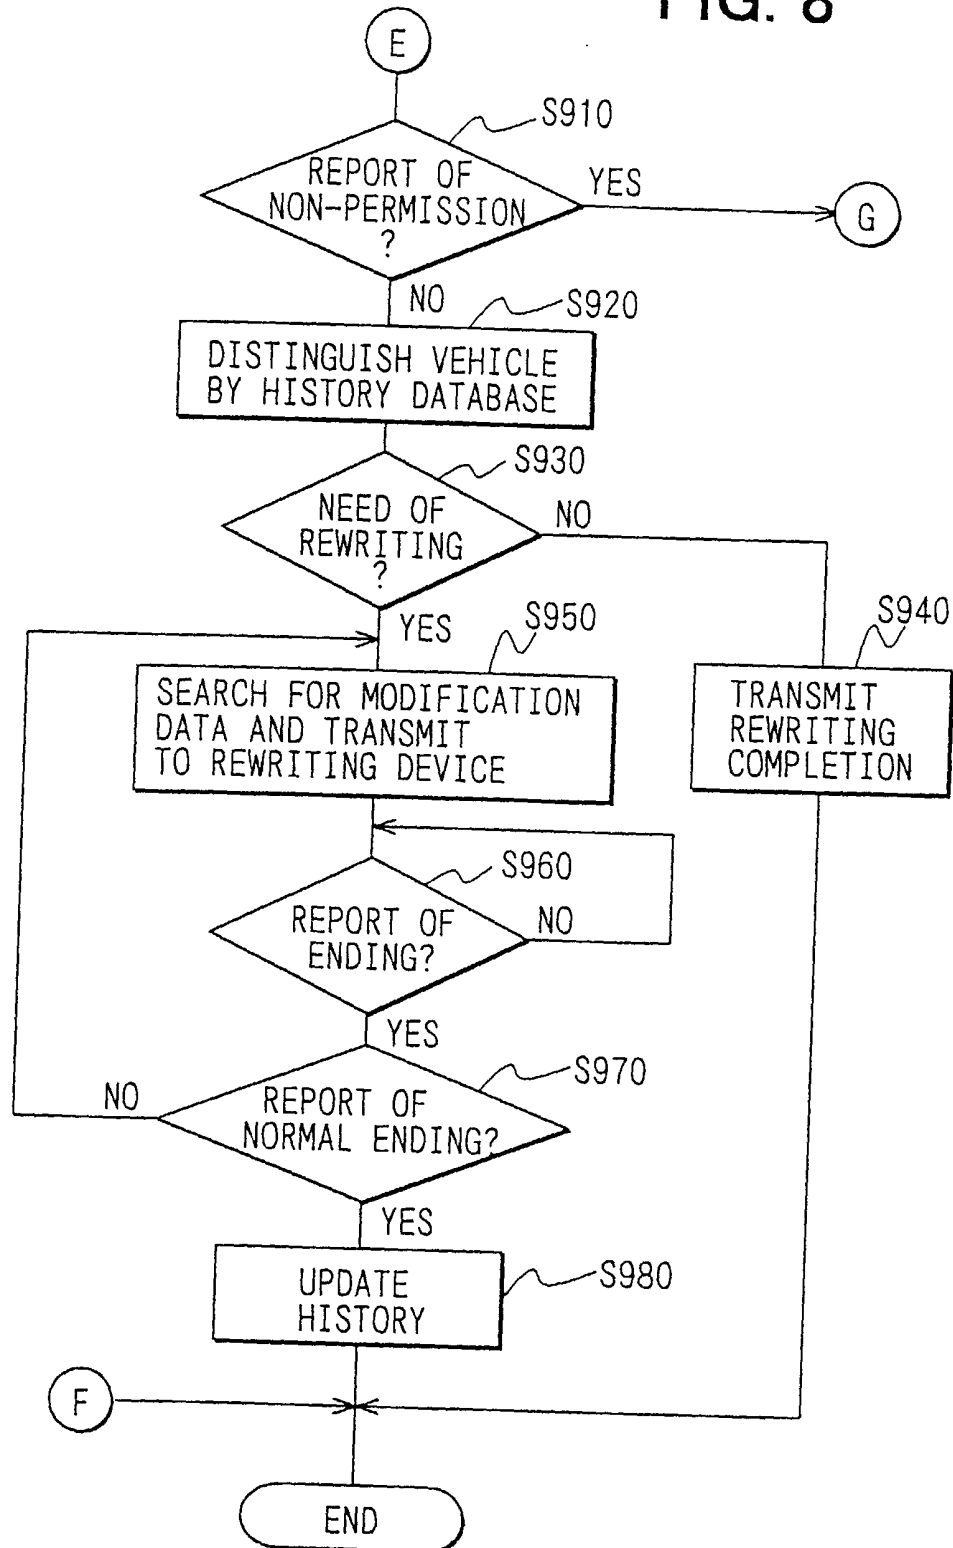 FIG. 8
E
S910
REPORT OF
NON-PERMISSION
?
YES
G
NO
S920
DISTINGUISH VEHICLE
BY HISTORY DATABASE
S930
NEED OF
REWRITING
?
NO
YES
S950
S940
SEARCH FOR MODIFICATION
DATA AND TRANSMIT
TO REWRITING DEVICE
TRANSMIT
REWRITING
COMPLETION
S960
REPORT OF
ENDING?
NO
YES
S970
NO
REPORT OF
NORMAL ENDING?
YES
UPDATE
HISTORY
S980
F
END